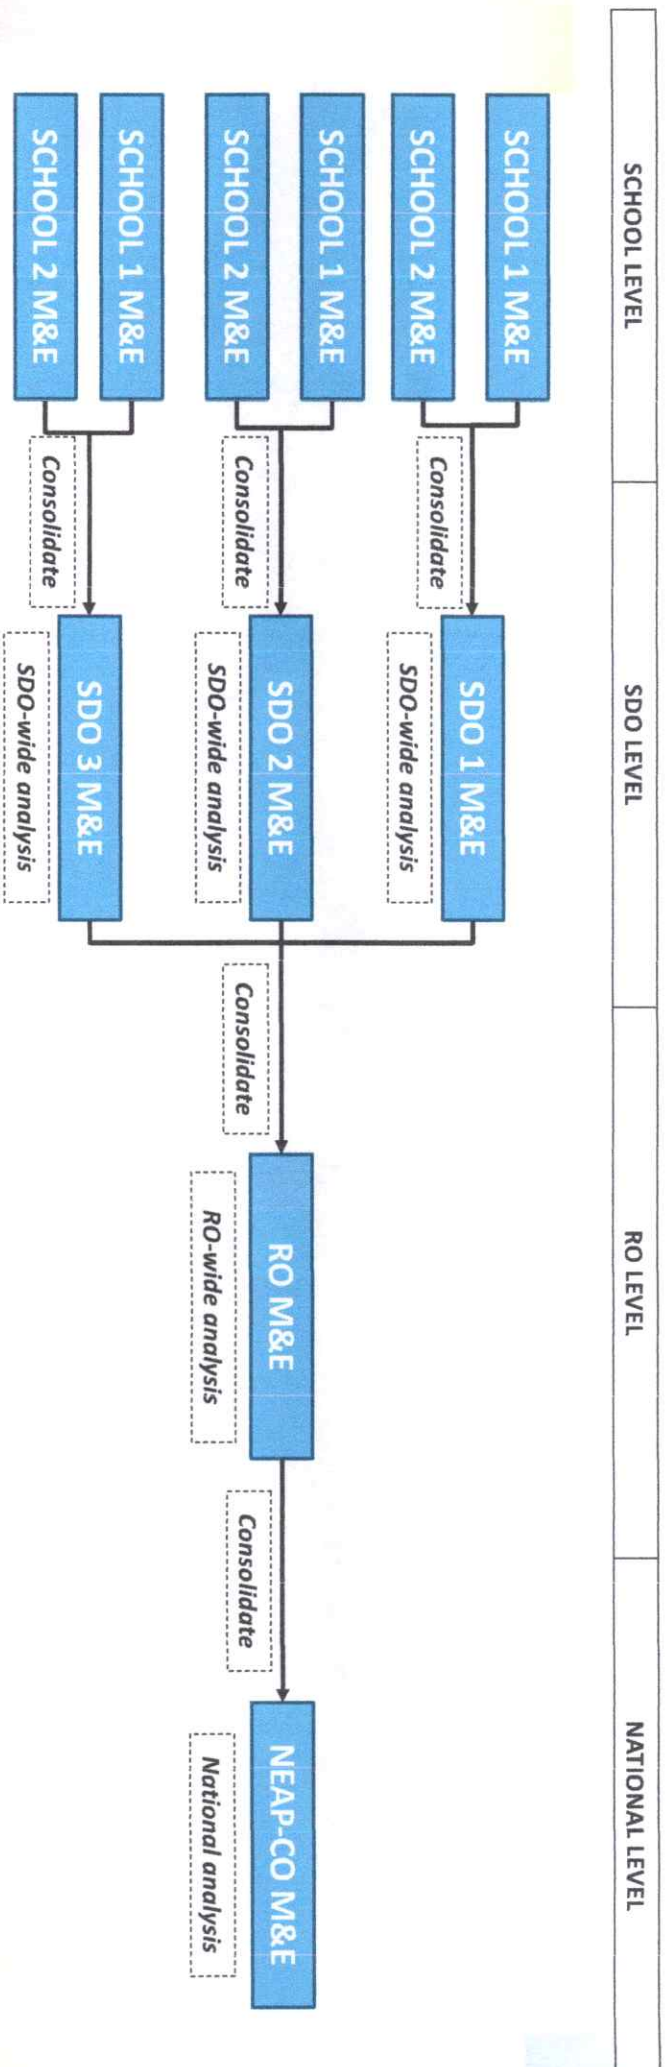 SCHOOL LEVEL
SDO LEVEL
RO LEVEL
NATIONAL LEVEL
SCHOOL 1 M&E
SCHOOL 2 M&E
Consolidate
SDO 1 M&E
SDO-wide analysis
SCHOOL 1 M&E
SCHOOL 2 M&E
Consolidate
SDO 2 M&E
SDO-wide analysis
Consolidate
RO M&E
RO-wide analysis
Consolidate
NEAP-CO M&E
National analysis
SCHOOL 1 M&E
SCHOOL 2 M&E
Consolidate
SDO 3 M&E
SDO-wide analysis